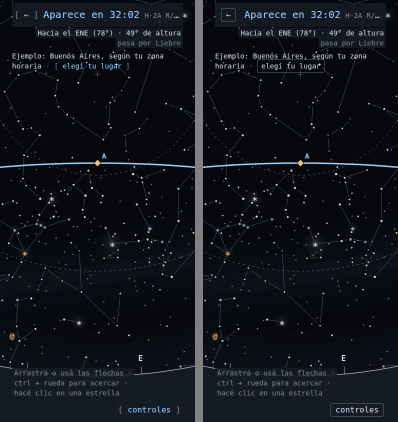 [ ← ] Aparece en 32:02 H-2A R/… ✱
Hacia el ENE (78°) · 49° de altura
pasa por Liebre
Ejemplo: Buenos Aires, según tu zona
horaria · [ elegí tu lugar ]
A
@
E
Arrastrá o usá las flechas ·
ctrl + rueda para acercar ·
hacé clic en una estrella
[ controles ]
← Aparece en 32:02 H-2A R/… ✱
Hacia el ENE (78°) · 49° de altura
pasa por Liebre
Ejemplo: Buenos Aires, según tu zona
horaria · elegí tu lugar
A
@
E
Arrastrá o usá las flechas ·
ctrl + rueda para acercar ·
hacé clic en una estrella
controles